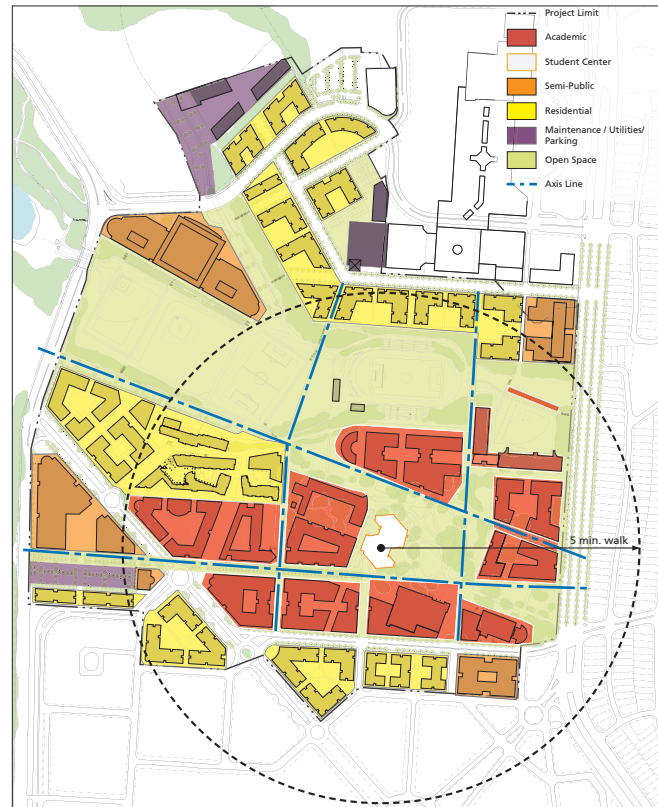 Project Limit
Academic
Student Center
Semi-Public
Residential
Maintenance / Utilities/
Parking
Open Space
Axis Line
5 min. walk